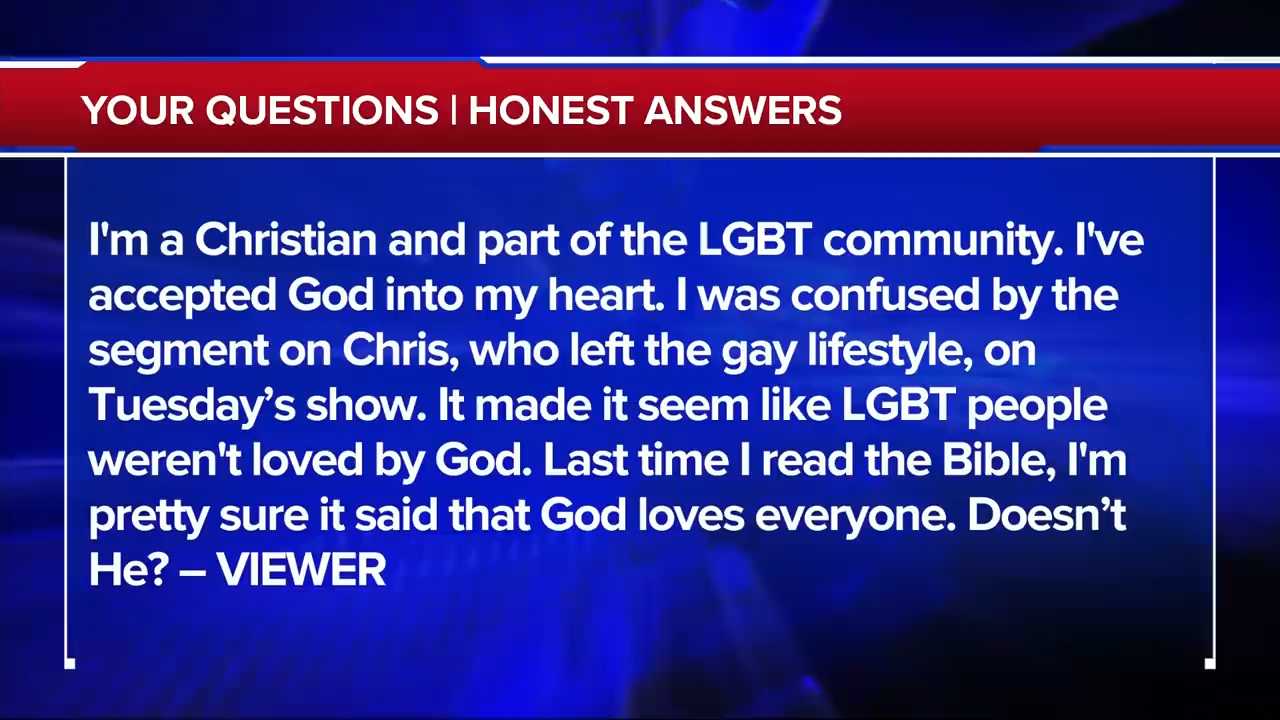 YOUR QUESTIONS | HONEST ANSWERS
I'm a Christian and part of the LGBT community. I've
accepted God into my heart. I was confused by the
segment on Chris, who left the gay lifestyle, on
Tuesday’s show. It made it seem like LGBT people
weren't loved by God. Last time I read the Bible, I'm
pretty sure it said that God loves everyone. Doesn’t
He? – VIEWER